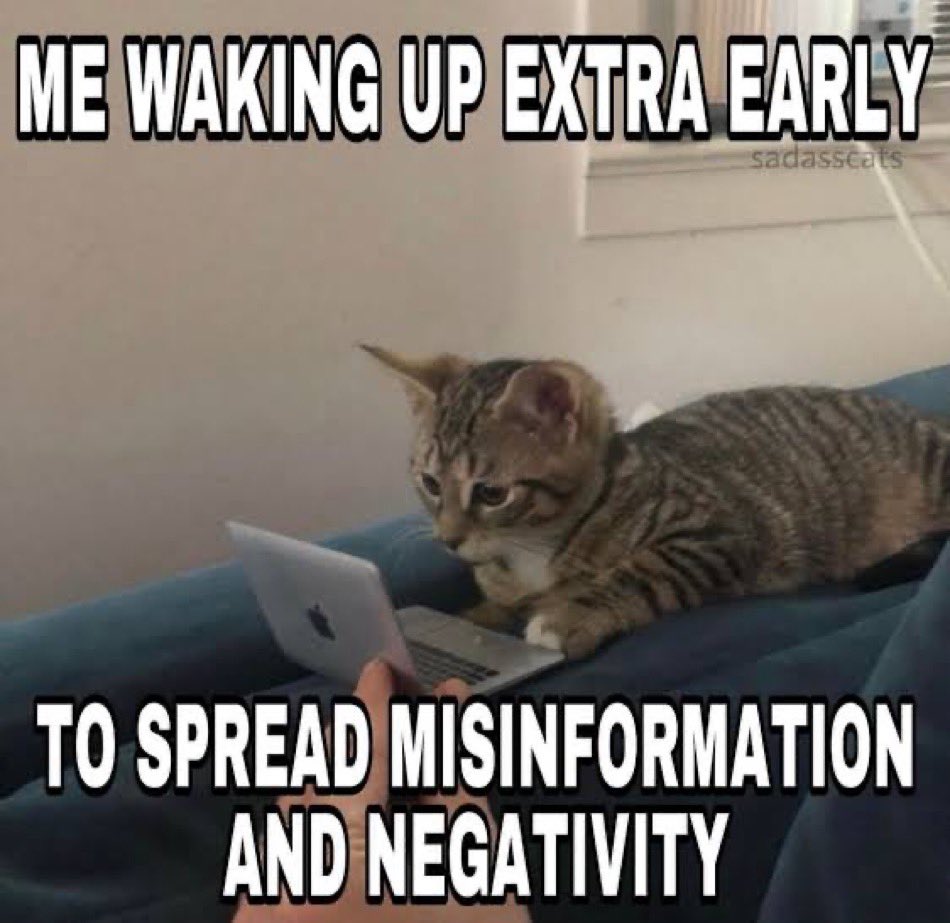 ME WAKING UP EXTRA EARLY
sadasscats
TO SPREAD MISINFORMATION
AND NEGATIVITY